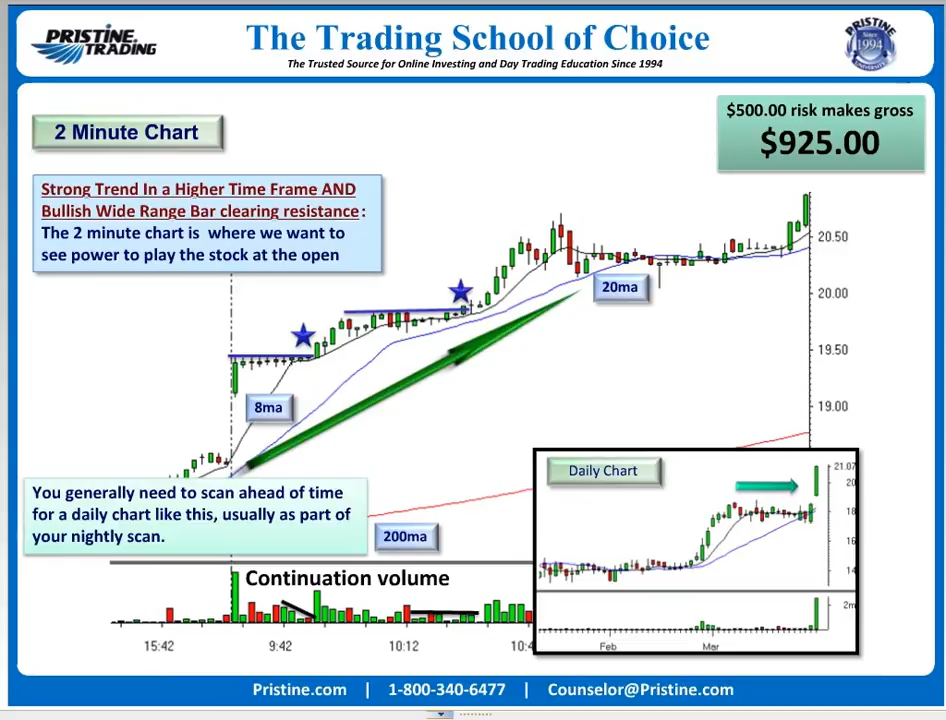 PRISTINE
TRADING
The Trading School of Choice
The Trusted Source for Online Investing and Day Trading Education Since 1994
PRISTINE
Since
1994
2 Minute Chart
$500.00 risk makes gross
$925.00
Strong Trend In a Higher Time Frame AND
Bullish Wide Range Bar clearing resistance:
The 2 minute chart is where we want to
see power to play the stock at the open
20.50
20ma
20.00
19.50
8ma
19.00
Daily Chart
21.07
20
18
16
14
2m
Feb
Mar
You generally need to scan ahead of time
for a daily chart like this, usually as part of
your nightly scan.
200ma
Continuation volume
15:42
9:42
10:12
10:4
Pristine.com | 1-800-340-6477 | Counselor@Pristine.com